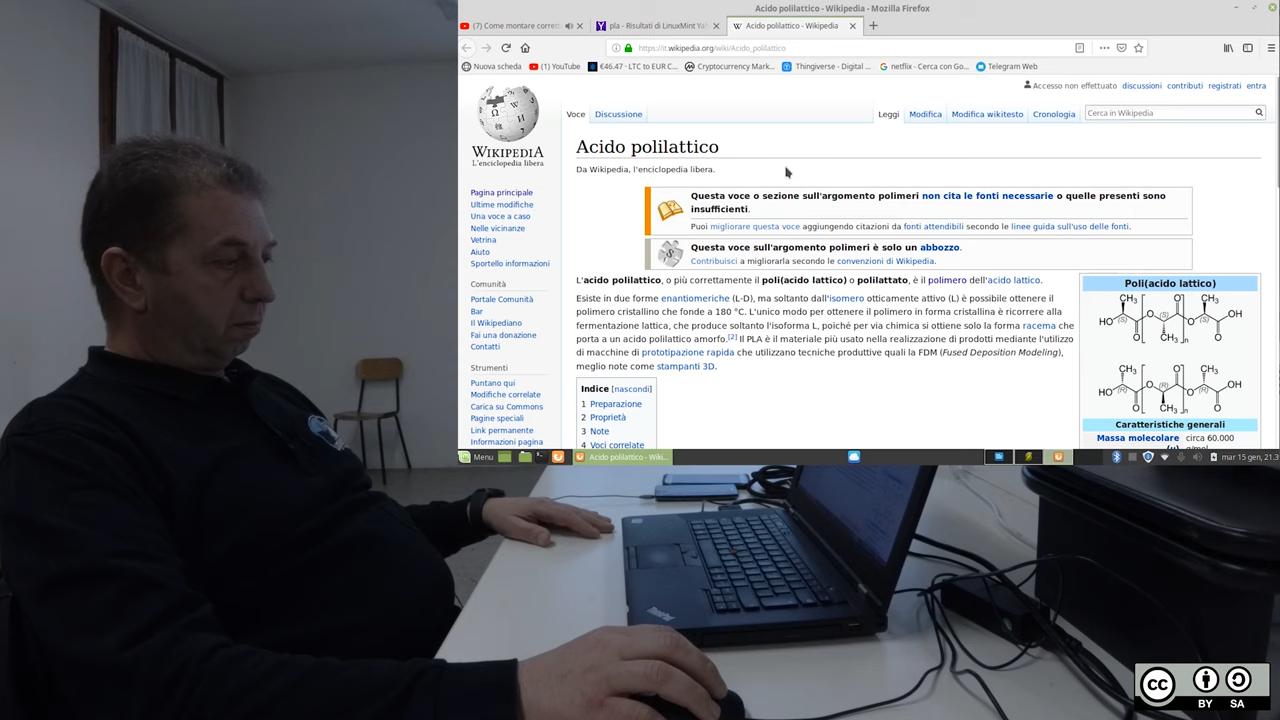 Acido polilattico - Wikipedia - Mozilla Firefox
(7) Come montare corrett
pla - Risultati di LinuxMint Ya
Acido polilattico - Wikipedia
https://it.wikipedia.org/wiki/Acido_polilattico
Nuova scheda (1) YouTube €46.47 · LTC to EUR C... Cryptocurrency Mark... Thingiverse - Digital ... netflix - Cerca con Go... Telegram Web
Accesso non effettuato discussioni contributi registrati entra
Voce Discussione Leggi Modifica Modifica wikitesto Cronologia Cerca in Wikipedia
WIKIPEDIA
L'enciclopedia libera
Pagina principale
Ultime modifiche
Una voce a caso
Nelle vicinanze
Vetrina
Aiuto
Sportello informazioni
Comunità
Portale Comunità
Bar
Il Wikipediano
Fai una donazione
Contatti
Strumenti
Puntano qui
Modifiche correlate
Carica su Commons
Pagine speciali
Link permanente
Informazioni pagina
Acido polilattico
Da Wikipedia, l'enciclopedia libera.
Questa voce o sezione sull'argomento polimeri non cita le fonti necessarie o quelle presenti sono
insufficienti.
Puoi migliorare questa voce aggiungendo citazioni da fonti attendibili secondo le linee guida sull'uso delle fonti.
Questa voce sull'argomento polimeri è solo un abbozzo.
Contribuisci a migliorarla secondo le convenzioni di Wikipedia.
L'acido polilattico, o più correttamente il poli(acido lattico) o polilattato, è il polimero dell'acido lattico.
Esiste in due forme enantiomeriche (L-D), ma soltanto dall'isomero otticamente attivo (L) è possibile ottenere il
polimero cristallino che fonde a 180 °C. L'unico modo per ottenere il polimero in forma cristallina è ricorrere alla
fermentazione lattica, che produce soltanto l'isoforma L, poiché per via chimica si ottiene solo la forma racema che
porta a un acido polilattico amorfo.[2] Il PLA è il materiale più usato nella realizzazione di prodotti mediante l'utilizzo
di macchine di prototipazione rapida che utilizzano tecniche produttive quali la FDM (Fused Deposition Modeling),
meglio note come stampanti 3D.
Indice [nascondi]
1 Preparazione
2 Proprietà
3 Note
4 Voci correlate
Poli(acido lattico)
CH3 O CH3
HO (S) O (S) O (S) OH
O CH3 n O
CH3 O CH3
HO (R) O (R) O (R) OH
O CH3 n O
Caratteristiche generali
Massa molecolare circa 60.000
Menu Acido polilattico - Wiki... mar 15 gen, 21.3
ThinkPad
CC BY SA